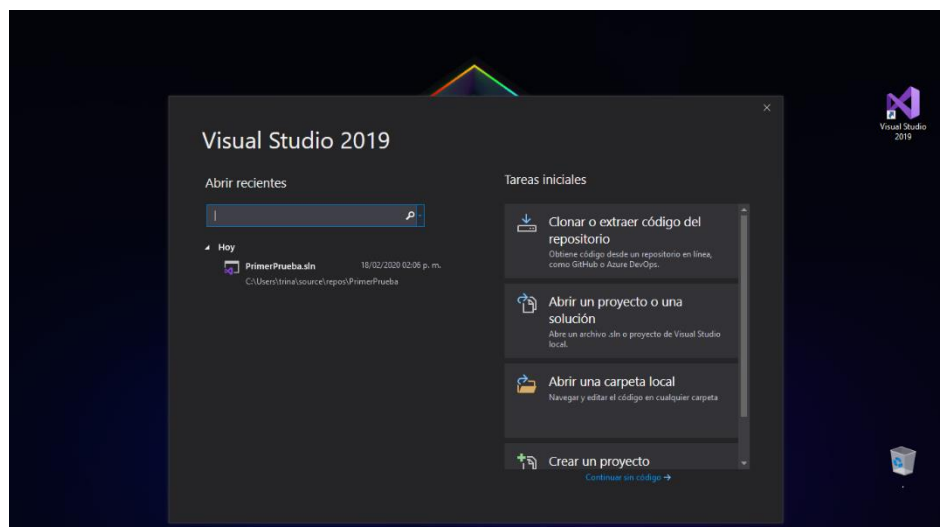 Visual Studio 2019
Abrir recientes
Hoy
PrimerPrueba.sln 18/02/2020 02:06 p. m.
C:\Users\trina\source\repos\PrimerPrueba
Tareas iniciales
Clonar o extraer código del
repositorio
Obtiene código desde un repositorio en línea,
como GitHub o Azure DevOps.
Abrir un proyecto o una
solución
Abre un archivo .sln o proyecto de Visual Studio
local.
Abrir una carpeta local
Navegar y editar el código en cualquier carpeta
Crear un proyecto
Continuar sin código →
Visual Studio
2019